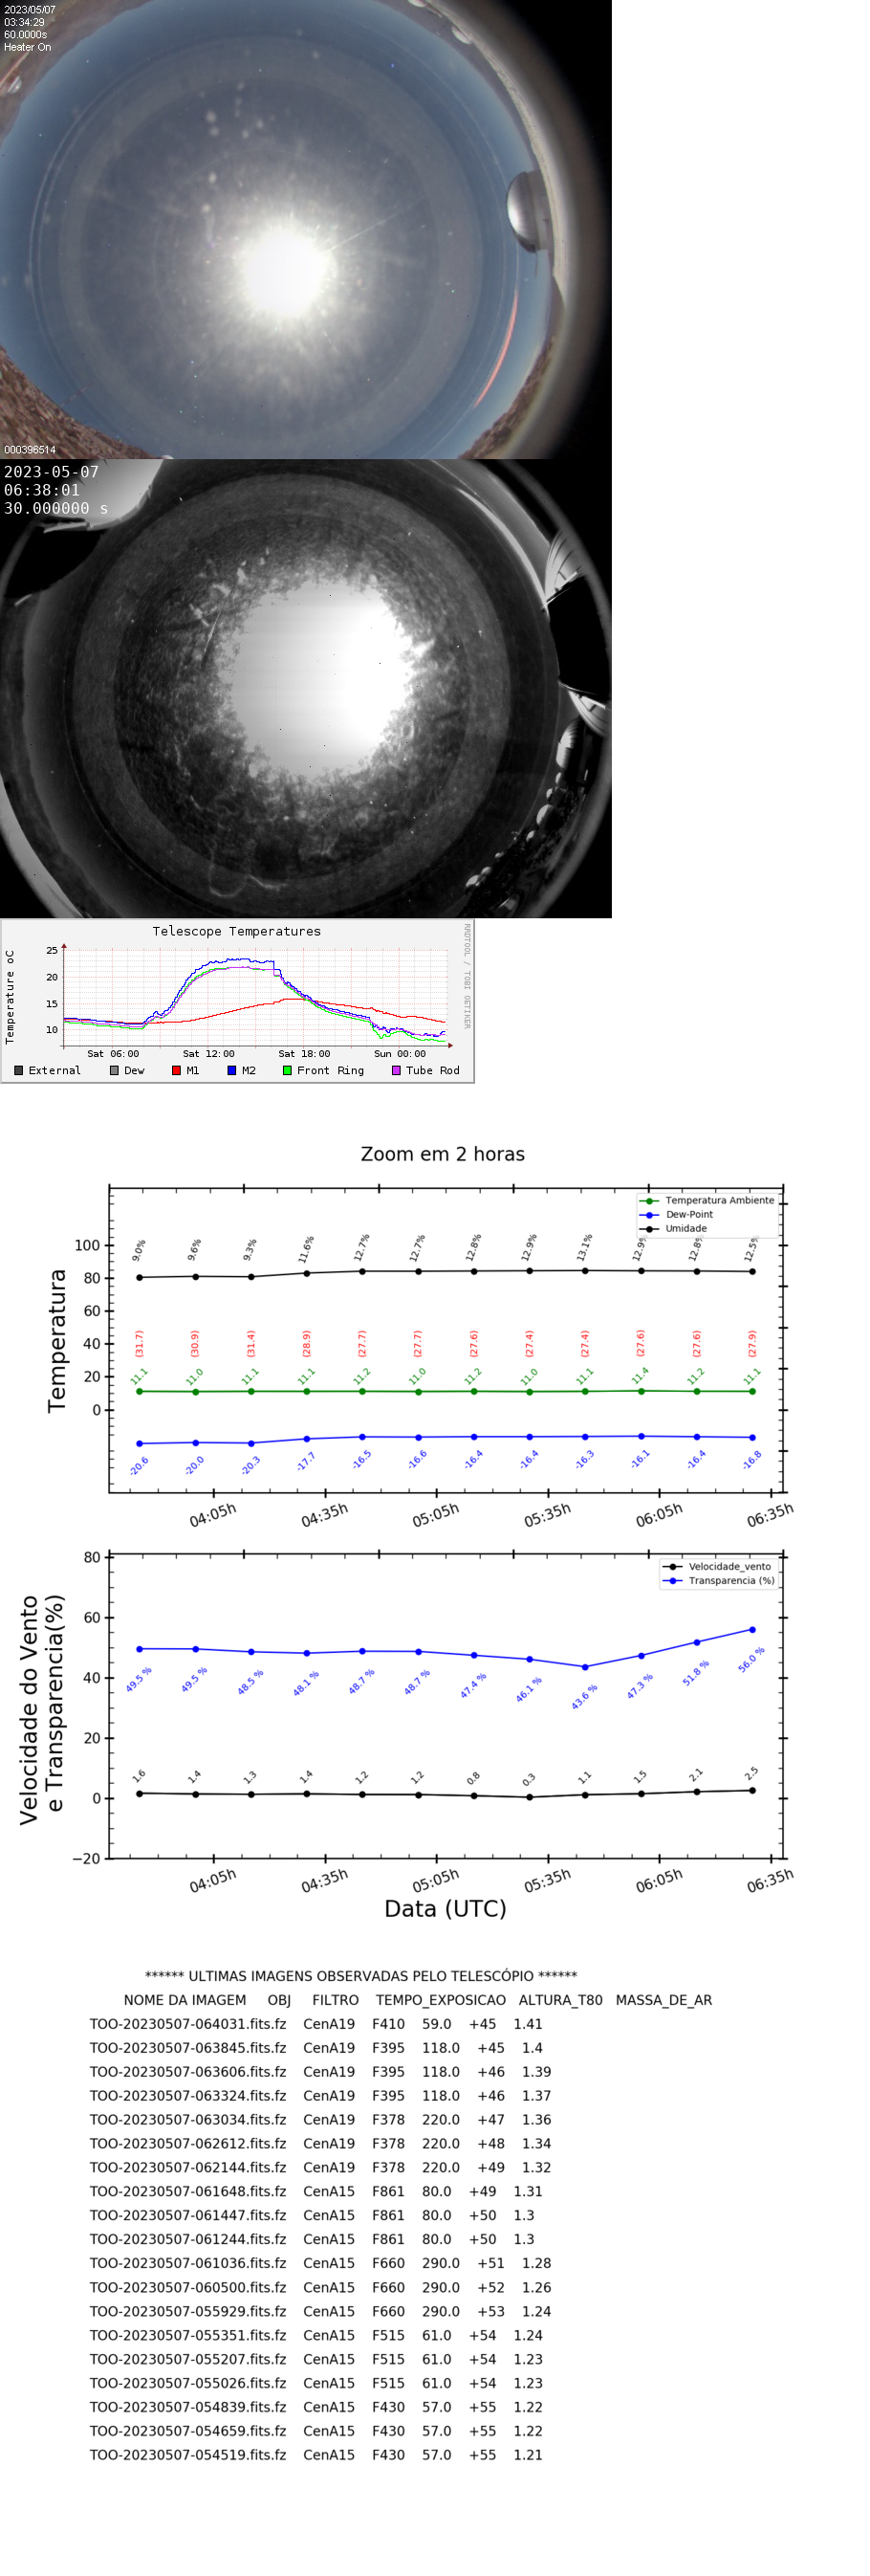 2023/05/07
03:34:29
60.0000s
Heater On
000396514
2023-05-07
06:38:01
30.000000 s
Telescope Temperatures
RRDTOOL / TOBI OETIKER
Temperature oC
25
20
15
10
Sat 06:00 Sat 12:00 Sat 18:00 Sun 00:00
External Dew M1 M2 Front Ring Tube Rod
Zoom em 2 horas
Temperatura Ambiente
Dew-Point
Umidade
Temperatura
100
80
60
40
20
0
9.0% 9.6% 9.3% 11.6% 12.7% 12.7% 12.8% 12.9% 13.1% 12.9% 12.8% 12.5%
(31.7) (30.9) (31.4) (28.9) (27.7) (27.7) (27.6) (27.4) (27.4) (27.6) (27.6) (27.9)
11.1 11.0 11.1 11.1 11.2 11.0 11.2 11.0 11.1 11.4 11.2 11.1
-20.6 -20.0 -20.3 -17.7 -16.5 -16.6 -16.4 -16.4 -16.3 -16.1 -16.4 -16.8
04:05h 04:35h 05:05h 05:35h 06:05h 06:35h
Velocidade_vento
Transparencia (%)
Velocidade do Vento
e Transparencia(%)
80
60
40
20
0
−20
49.5 % 49.5 % 48.5 % 48.1 % 48.7 % 48.7 % 47.4 % 46.1 % 43.6 % 47.3 % 51.8 % 56.0 %
1.6 1.4 1.3 1.4 1.2 1.2 0.8 0.3 1.1 1.5 2.1 2.5
04:05h 04:35h 05:05h 05:35h 06:05h 06:35h
Data (UTC)
****** ULTIMAS IMAGENS OBSERVADAS PELO TELESCÓPIO ******
NOME DA IMAGEM OBJ FILTRO TEMPO_EXPOSICAO ALTURA_T80 MASSA_DE_AR
TOO-20230507-064031.fits.fz CenA19 F410 59.0 +45 1.41
TOO-20230507-063845.fits.fz CenA19 F395 118.0 +45 1.4
TOO-20230507-063606.fits.fz CenA19 F395 118.0 +46 1.39
TOO-20230507-063324.fits.fz CenA19 F395 118.0 +46 1.37
TOO-20230507-063034.fits.fz CenA19 F378 220.0 +47 1.36
TOO-20230507-062612.fits.fz CenA19 F378 220.0 +48 1.34
TOO-20230507-062144.fits.fz CenA19 F378 220.0 +49 1.32
TOO-20230507-061648.fits.fz CenA15 F861 80.0 +49 1.31
TOO-20230507-061447.fits.fz CenA15 F861 80.0 +50 1.3
TOO-20230507-061244.fits.fz CenA15 F861 80.0 +50 1.3
TOO-20230507-061036.fits.fz CenA15 F660 290.0 +51 1.28
TOO-20230507-060500.fits.fz CenA15 F660 290.0 +52 1.26
TOO-20230507-055929.fits.fz CenA15 F660 290.0 +53 1.24
TOO-20230507-055351.fits.fz CenA15 F515 61.0 +54 1.24
TOO-20230507-055207.fits.fz CenA15 F515 61.0 +54 1.23
TOO-20230507-055026.fits.fz CenA15 F515 61.0 +54 1.23
TOO-20230507-054839.fits.fz CenA15 F430 57.0 +55 1.22
TOO-20230507-054659.fits.fz CenA15 F430 57.0 +55 1.22
TOO-20230507-054519.fits.fz CenA15 F430 57.0 +55 1.21